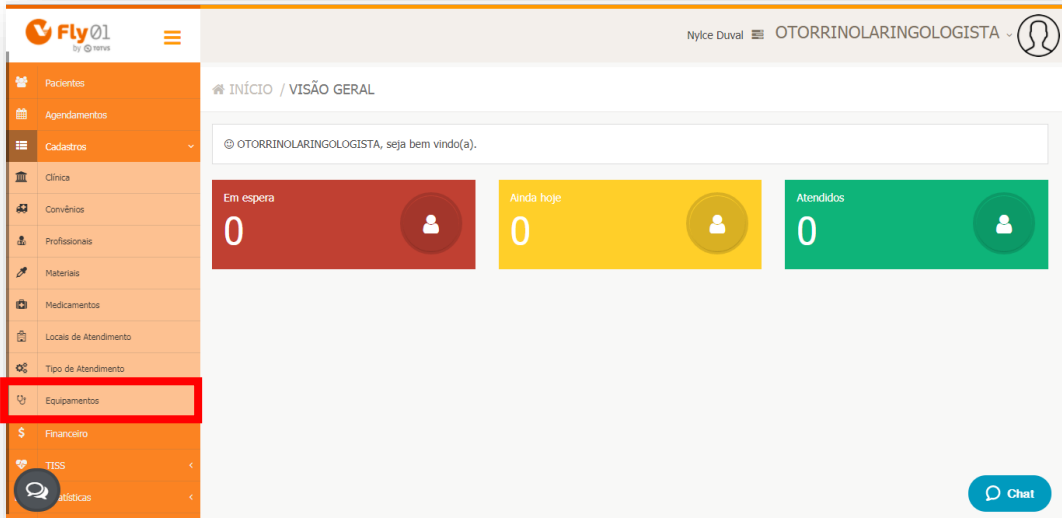 Fly01
by TOTVS
Nylce Duval
OTORRINOLARINGOLOGISTA
Pacientes
Agendamentos
Cadastros
Clínica
Convênios
Profissionais
Materiais
Medicamentos
Locais de Atendimento
Tipo de Atendimento
Equipamentos
Financeiro
TISS
atísticas
INÍCIO / VISÃO GERAL
OTORRINOLARINGOLOGISTA, seja bem vindo(a).
Em espera
0
Ainda hoje
0
Atendidos
0
Chat